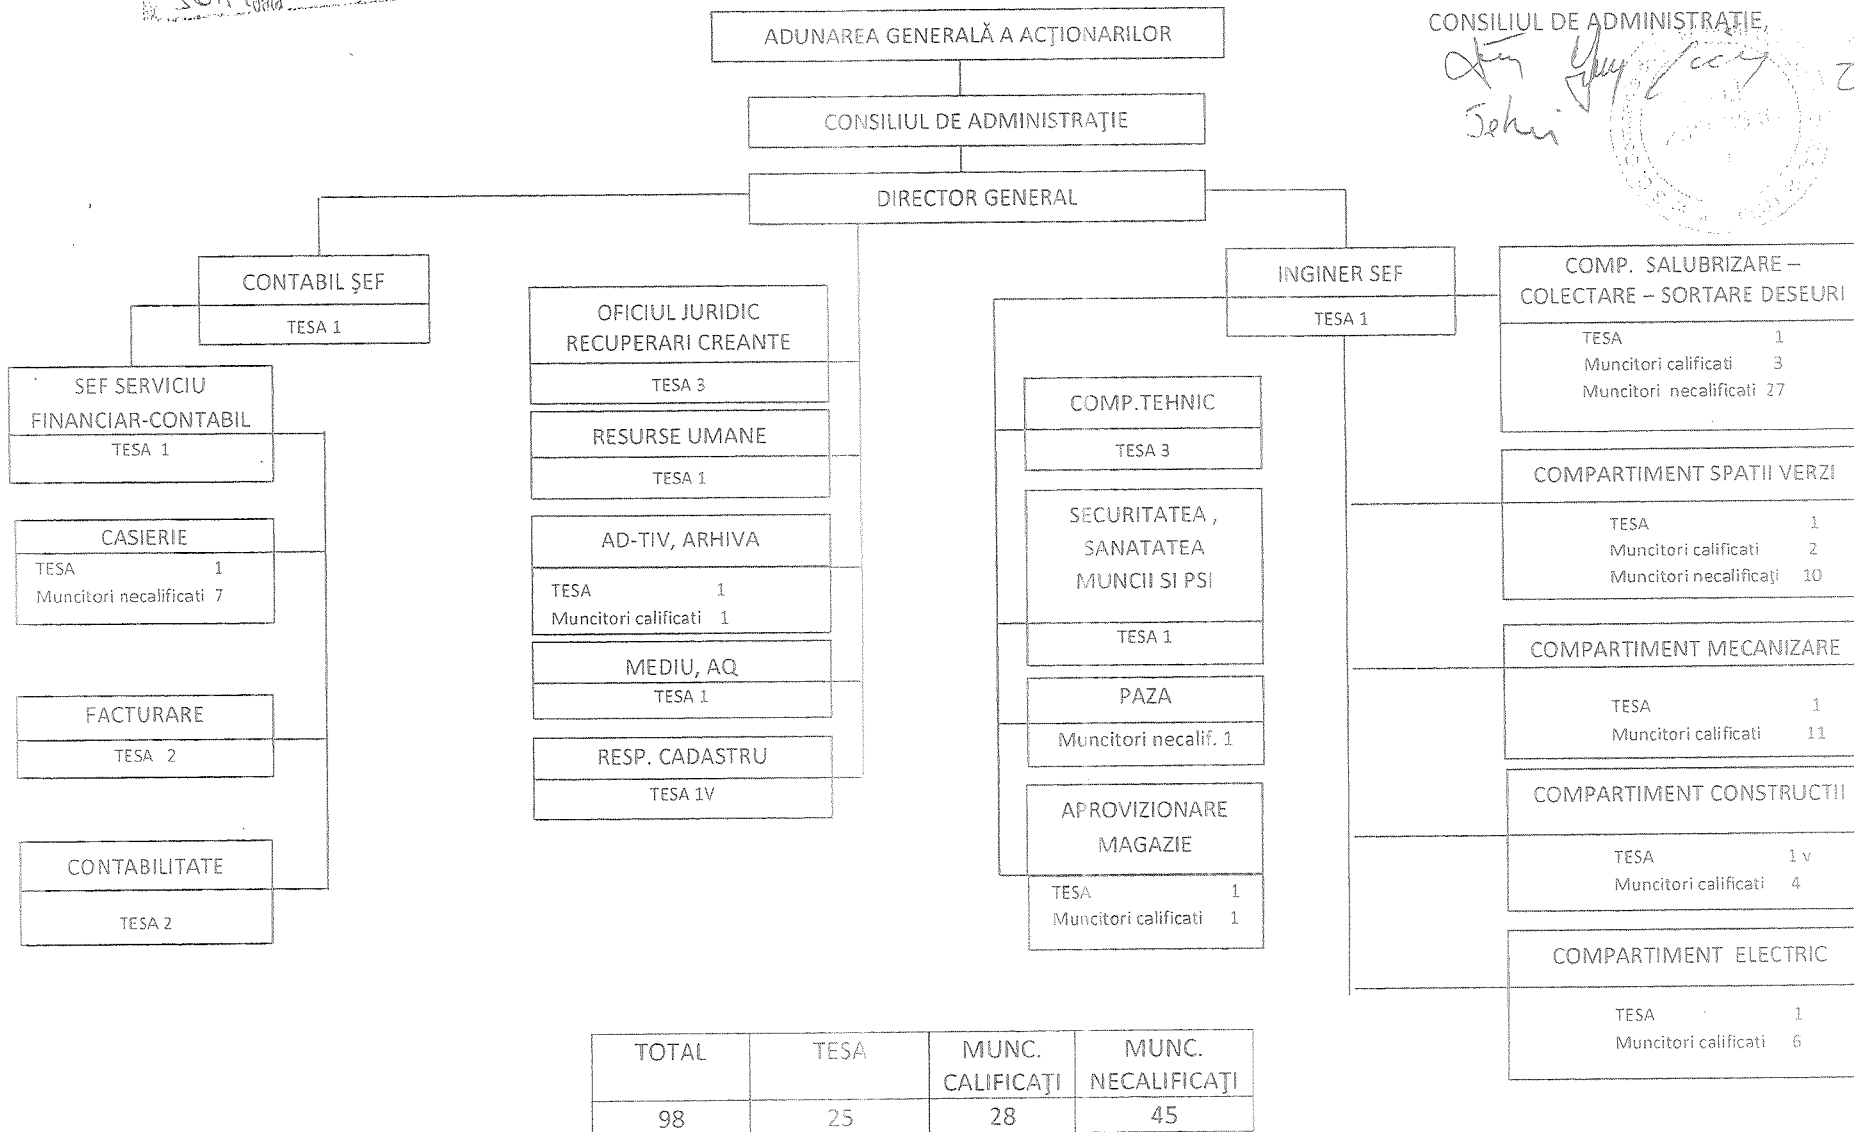 ADUNAREA GENERALĂ A ACŢIONARILOR
CONSILIUL DE ADMINISTRAŢIE,
CONSILIUL DE ADMINISTRAŢIE
DIRECTOR GENERAL
CONTABIL ŞEF
TESA 1
SEF SERVICIU
FINANCIAR-CONTABIL
TESA 1
CASIERIE
TESA 1
Muncitori necalificati 7
FACTURARE
TESA 2
CONTABILITATE
TESA 2
OFICIUL JURIDIC
RECUPERARI CREANTE
TESA 3
RESURSE UMANE
TESA 1
AD-TIV, ARHIVA
TESA 1
Muncitori calificati 1
MEDIU, AQ
TESA 1
RESP. CADASTRU
TESA 1V
INGINER SEF
TESA 1
COMP.TEHNIC
TESA 3
SECURITATEA ,
SANATATEA
MUNCII SI PSI
TESA 1
PAZA
Muncitori necalif. 1
APROVIZIONARE
MAGAZIE
TESA 1
Muncitori calificati 1
COMP. SALUBRIZARE –
COLECTARE – SORTARE DESEURI
TESA 1
Muncitori calificati 3
Muncitori necalificati 27
COMPARTIMENT SPATII VERZI
TESA 1
Muncitori calificati 2
Muncitori necalificaţi 10
COMPARTIMENT MECANIZARE
TESA 1
Muncitori calificati 11
COMPARTIMENT CONSTRUCTII
TESA 1 v
Muncitori calificati 4
COMPARTIMENT ELECTRIC
TESA 1
Muncitori calificati 6
TOTAL TESA MUNC. CALIFICAŢI MUNC. NECALIFICAŢI
98 25 28 45